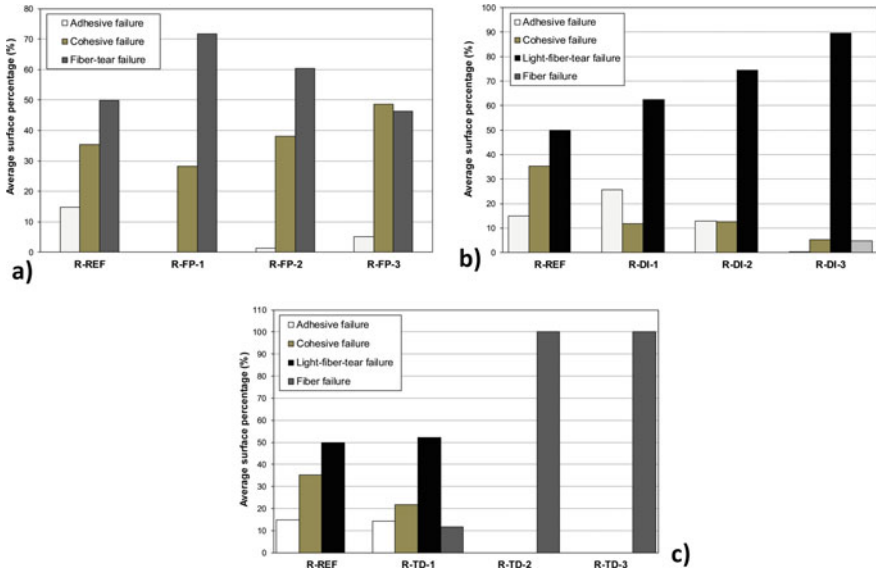 80
70
60
50
40
30
20
10
0
Average surface percentage (%)
Adhesive failure
Cohesive failure
Fiber-tear failure
R-REF
R-FP-1
R-FP-2
R-FP-3
a)
100
90
80
70
60
50
40
30
20
10
0
Average surface percentage (%)
Adhesive failure
Cohesive failure
Light-fiber-tear failure
Fiber failure
R-REF
R-DI-1
R-DI-2
R-DI-3
b)
110
100
90
80
70
60
50
40
30
20
10
0
Average surface percentage (%)
Adhesive failure
Cohesive failure
Light-fiber-tear failure
Fiber failure
R-REF
R-TD-1
R-TD-2
R-TD-3
c)